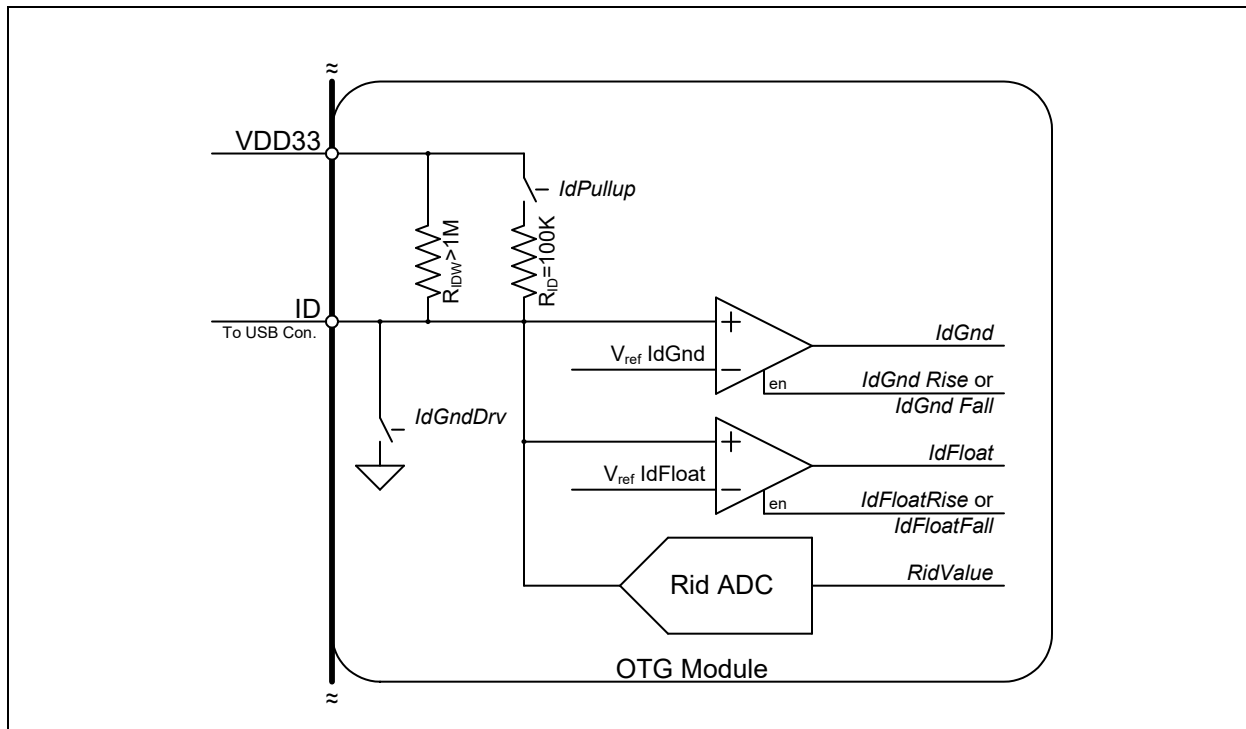 ≈
VDD33
IdPullup
RIDW>1M
RID=100K
ID
To USB Con.
+
IdGnd
Vref IdGnd
−
en
IdGnd Rise or
IdGnd Fall
IdGndDrv
+
IdFloat
Vref IdFloat
−
en
IdFloatRise or
IdFloatFall
Rid ADC
RidValue
OTG Module
≈